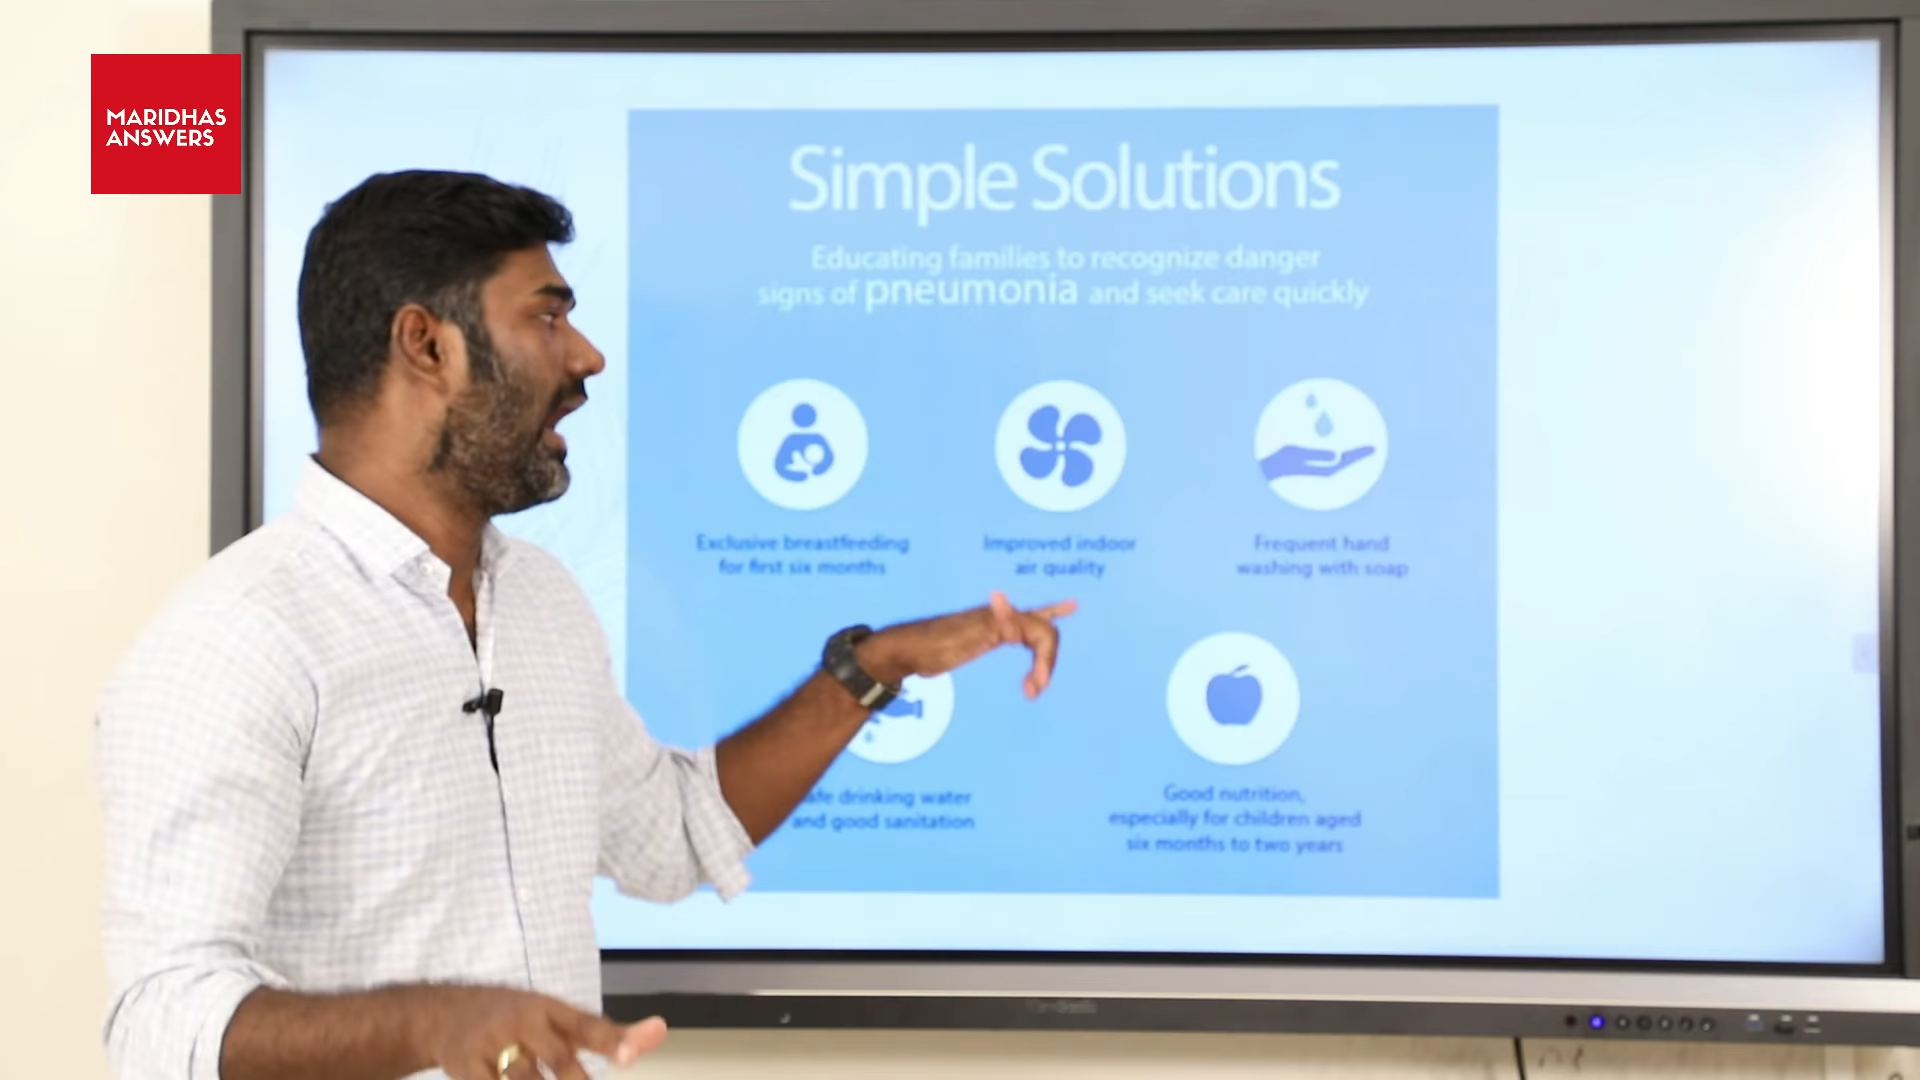 MARIDHAS
ANSWERS
Simple Solutions
Educating families to recognize danger
signs of pneumonia and seek care quickly
Exclusive breastfeeding
for first six months
Improved indoor
air quality
Frequent hand
washing with soap
drinking water
and good sanitation
Good nutrition,
especially for children aged
six months to two years